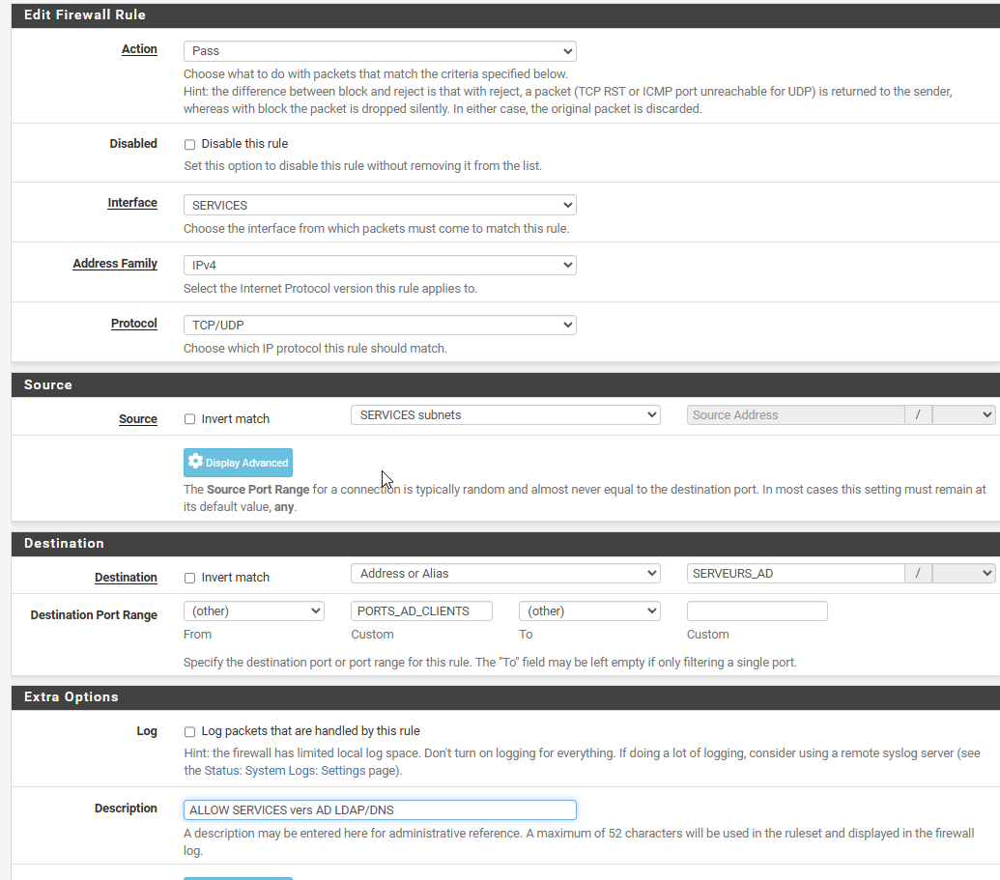 Edit Firewall Rule
Action
Pass
Choose what to do with packets that match the criteria specified below.
Hint: the difference between block and reject is that with reject, a packet (TCP RST or ICMP port unreachable for UDP) is returned to the sender,
whereas with block the packet is dropped silently. In either case, the original packet is discarded.
Disabled
Disable this rule
Set this option to disable this rule without removing it from the list.
Interface
SERVICES
Choose the interface from which packets must come to match this rule.
Address Family
IPv4
Select the Internet Protocol version this rule applies to.
Protocol
TCP/UDP
Choose which IP protocol this rule should match.
Source
Source
Invert match
SERVICES subnets
Source Address
/
Display Advanced
The Source Port Range for a connection is typically random and almost never equal to the destination port. In most cases this setting must remain at
its default value, any.
Destination
Destination
Invert match
Address or Alias
SERVEURS_AD
/
Destination Port Range
(other)
PORTS_AD_CLIENTS
(other)
From
Custom
To
Custom
Specify the destination port or port range for this rule. The "To" field may be left empty if only filtering a single port.
Extra Options
Log
Log packets that are handled by this rule
Hint: the firewall has limited local log space. Don't turn on logging for everything. If doing a lot of logging, consider using a remote syslog server (see
the Status: System Logs: Settings page).
Description
ALLOW SERVICES vers AD LDAP/DNS
A description may be entered here for administrative reference. A maximum of 52 characters will be used in the ruleset and displayed in the firewall
log.